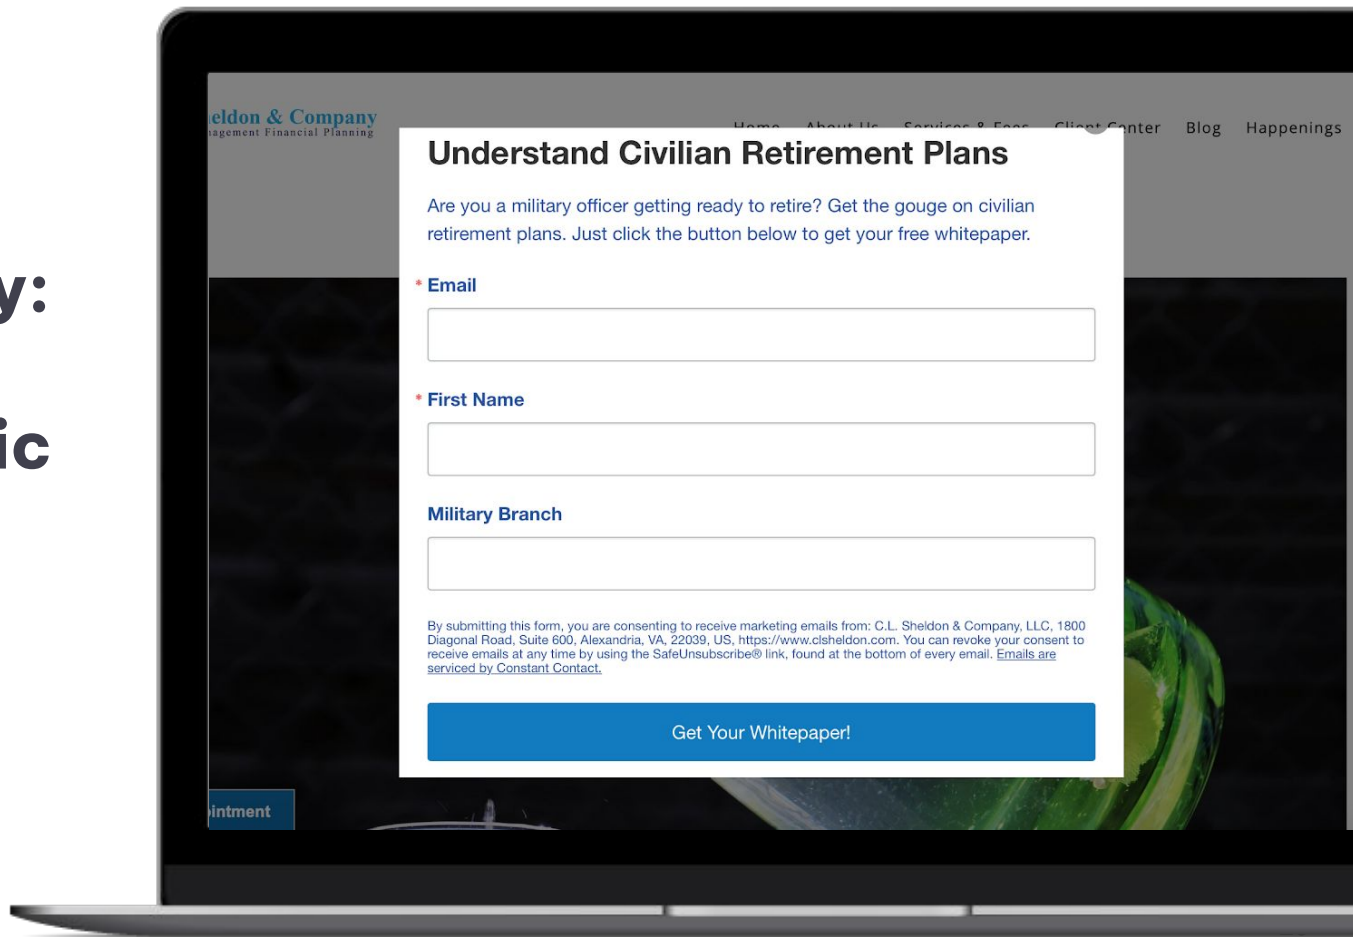 y:
ic
eldon & Company
agement Financial Planning
Home About Us Services & Fees Client Center Blog Happenings
Understand Civilian Retirement Plans
Are you a military officer getting ready to retire? Get the gouge on civilian
retirement plans. Just click the button below to get your free whitepaper.
* Email
* First Name
Military Branch
By submitting this form, you are consenting to receive marketing emails from: C.L. Sheldon & Company, LLC, 1800
Diagonal Road, Suite 600, Alexandria, VA, 22039, US, https://www.clsheldon.com. You can revoke your consent to
receive emails at any time by using the SafeUnsubscribe® link, found at the bottom of every email. Emails are
serviced by Constant Contact.
Get Your Whitepaper!
intment